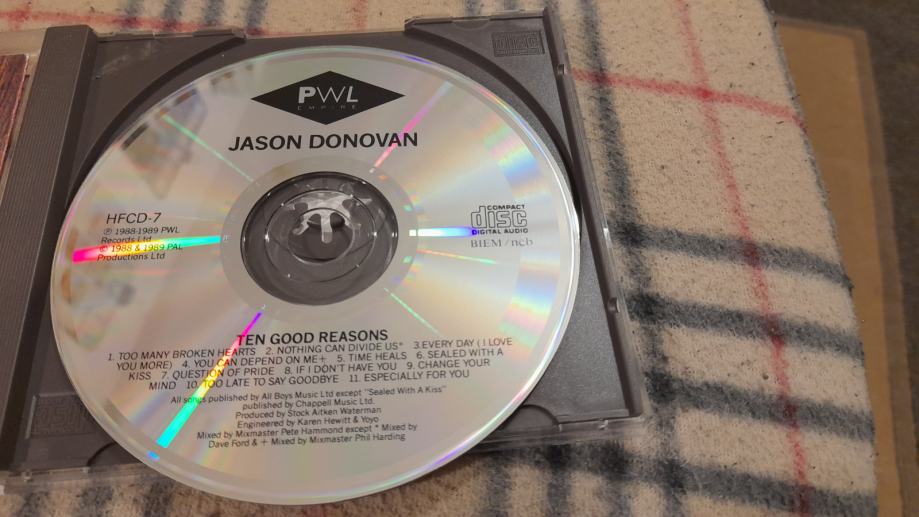 PWL
EMPIRE
JASON DONOVAN
HFCD-7
℗ 1988-1989 PWL
Records Ltd
© 1988 & 1989 PAL
Productions Ltd
COMPACT
disc
DIGITAL AUDIO
BIEM/ncb
TEN GOOD REASONS
1. TOO MANY BROKEN HEARTS 2. NOTHING CAN DIVIDE US* 3.EVERY DAY (I LOVE
YOU MORE) 4. YOU CAN DEPEND ON ME+ 5. TIME HEALS 6. SEALED WITH A
KISS 7. QUESTION OF PRIDE 8. IF I DON'T HAVE YOU 9. CHANGE YOUR
MIND 10. TOO LATE TO SAY GOODBYE 11. ESPECIALLY FOR YOU
All songs published by All Boys Music Ltd except "Sealed With A Kiss"
published by Chappell Music Ltd.
Produced by Stock Aitken Waterman
Engineered by Karen Hewitt & Yoyo
Mixed by Mixmaster Pete Hammond except * Mixed by
Dave Ford & + Mixed by Mixmaster Phil Harding